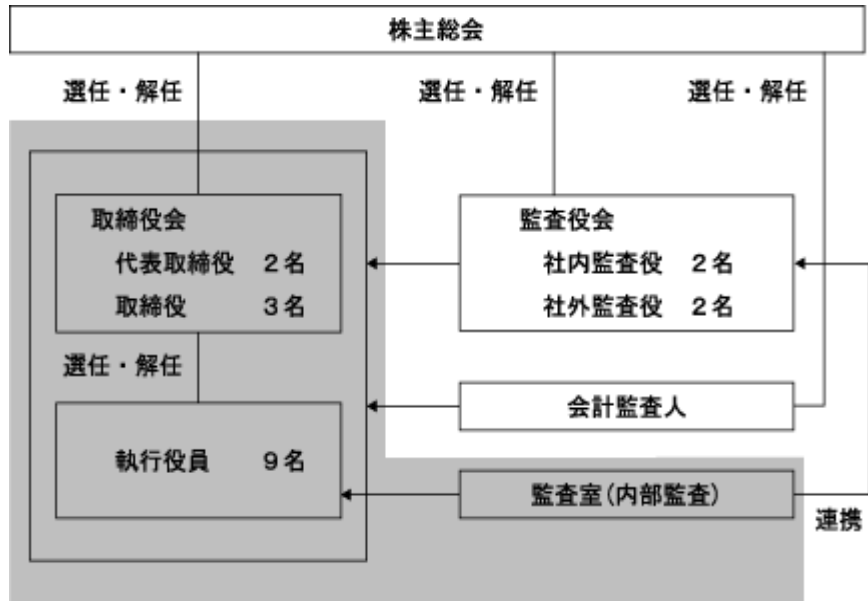 株主総会
選任・解任
選任・解任
選任・解任
取締役会
代表取締役 2名
取締役 3名
監査役会
社内監査役 2名
社外監査役 2名
選任・解任
会計監査人
執行役員 9名
監査室(内部監査)
連携